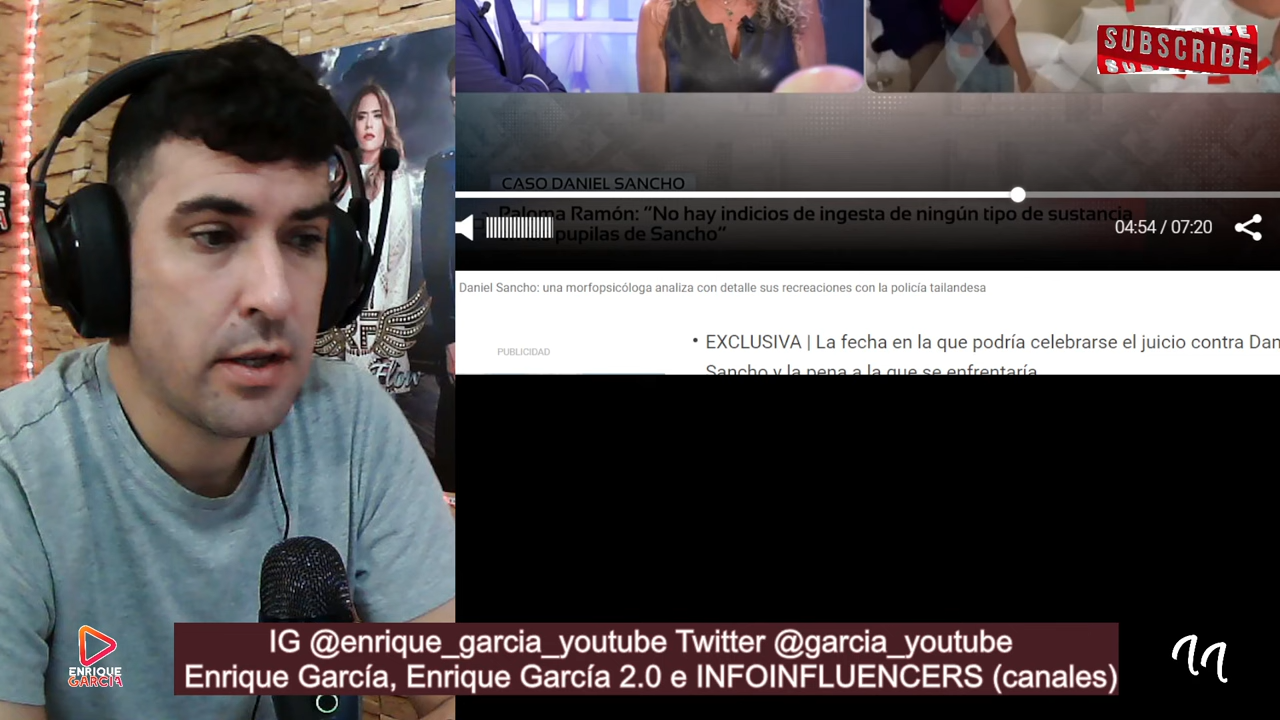 SUBSCRIBE
CASO DANIEL SANCHO
Paloma Ramón: "No hay indicios de ingesta de ningún tipo de sustancia
pupilas de Sancho"
04:54 / 07:20
Daniel Sancho: una morfopsicóloga analiza con detalle sus recreaciones con la policía tailandesa
PUBLICIDAD
• EXCLUSIVA | La fecha en la que podría celebrarse el juicio contra Dan
Sancho y la pena a la que se enfrentaría
Flow
IG @enrique_garcia_youtube Twitter @garcia_youtube
Enrique García, Enrique García 2.0 e INFOINFLUENCERS (canales)
ENRIQUE
GARCÍA